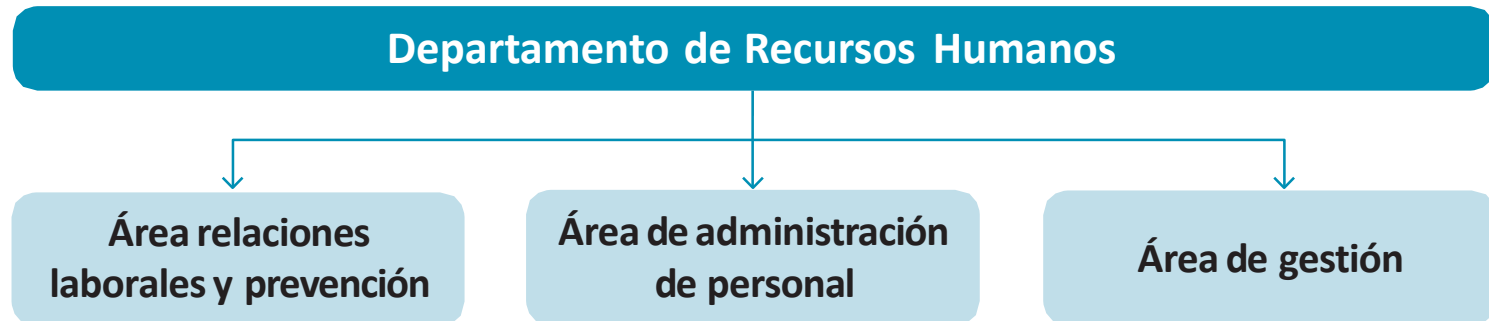 Departamento de Recursos Humanos
Área relaciones
laborales y prevención
Área de administración
de personal
Área de gestión